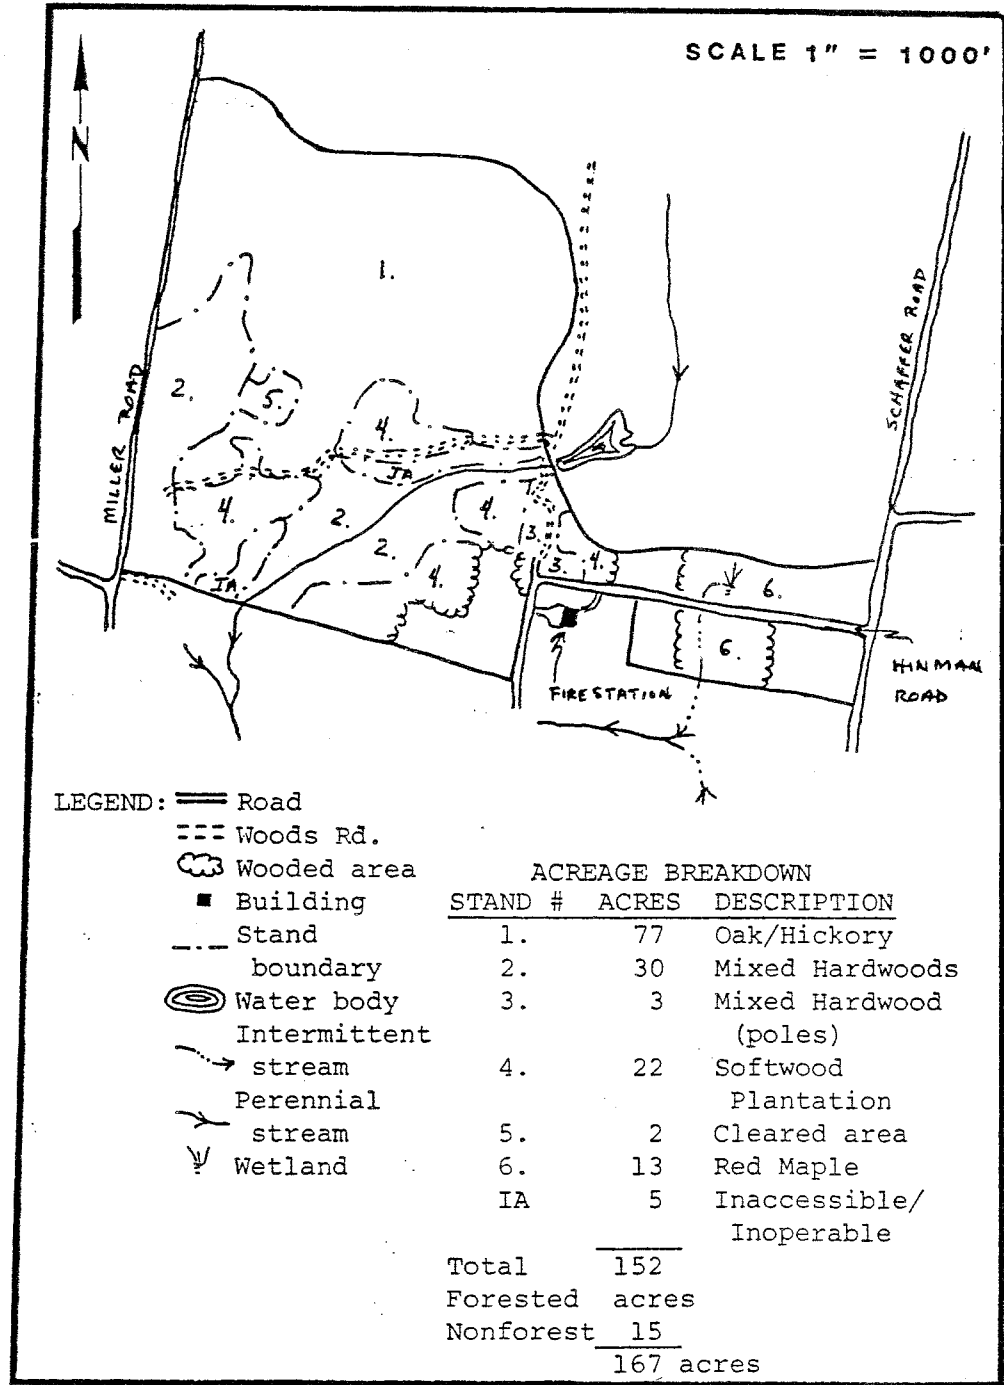 SCALE 1" = 1000'
N
1.
2.
5.
4.
IA
4.
2.
4.
3.
2.
4.
3.
4.
IA
6.
6.
MILLER ROAD
SCHAFFER ROAD
HINMAN
ROAD
FIRESTATION
LEGEND:
Road
Woods Rd.
Wooded area
Building
Stand
boundary
Water body
Intermittent
stream
Perennial
stream
Wetland
ACREAGE BREAKDOWN
STAND # ACRES DESCRIPTION
1. 77 Oak/Hickory
2. 30 Mixed Hardwoods
3. 3 Mixed Hardwood
(poles)
4. 22 Softwood
Plantation
5. 2 Cleared area
6. 13 Red Maple
IA 5 Inaccessible/
Inoperable
Total 152
Forested acres
Nonforest 15
167 acres